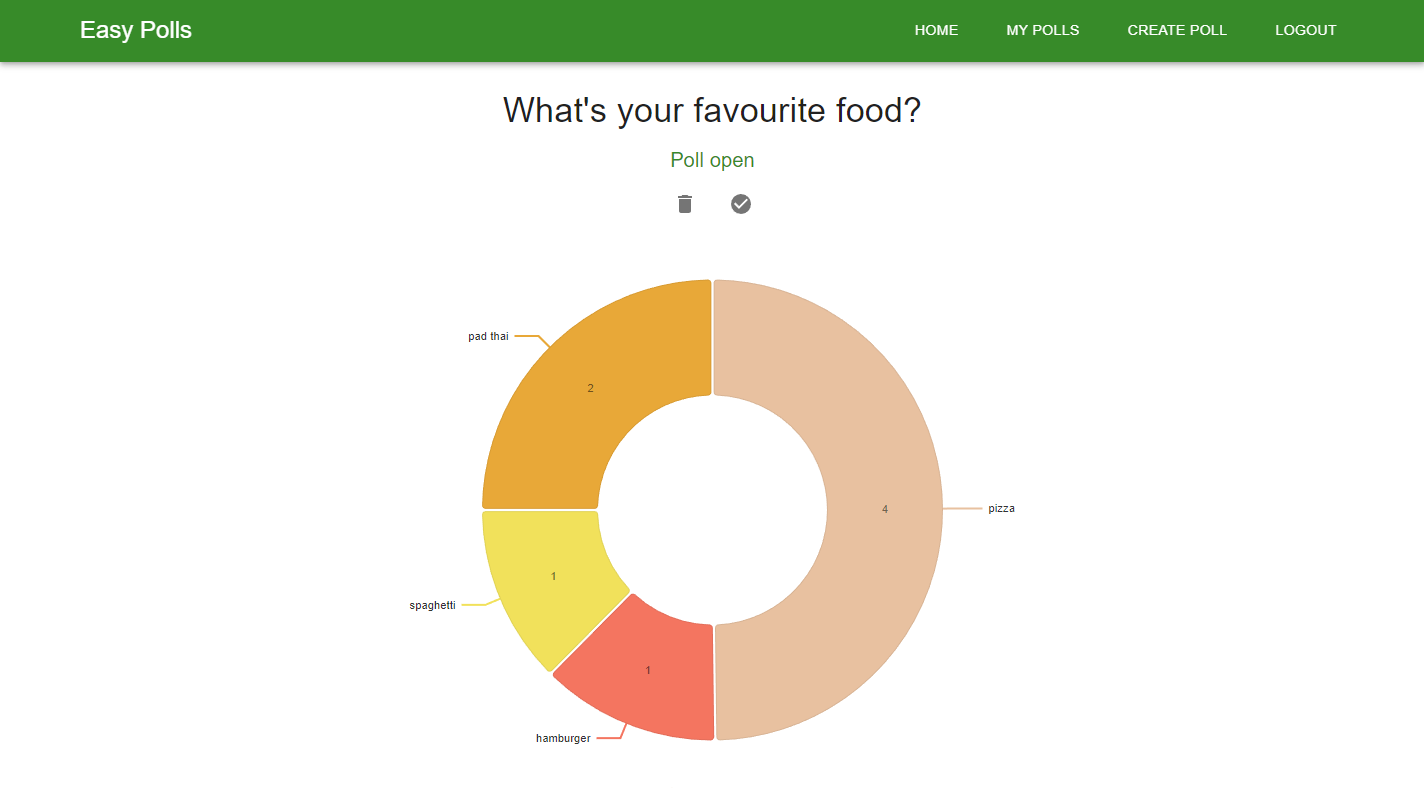 Easy Polls
HOME MY POLLS CREATE POLL LOGOUT
What's your favourite food?
Poll open
pad thai
2
4
pizza
1
spaghetti
1
hamburger